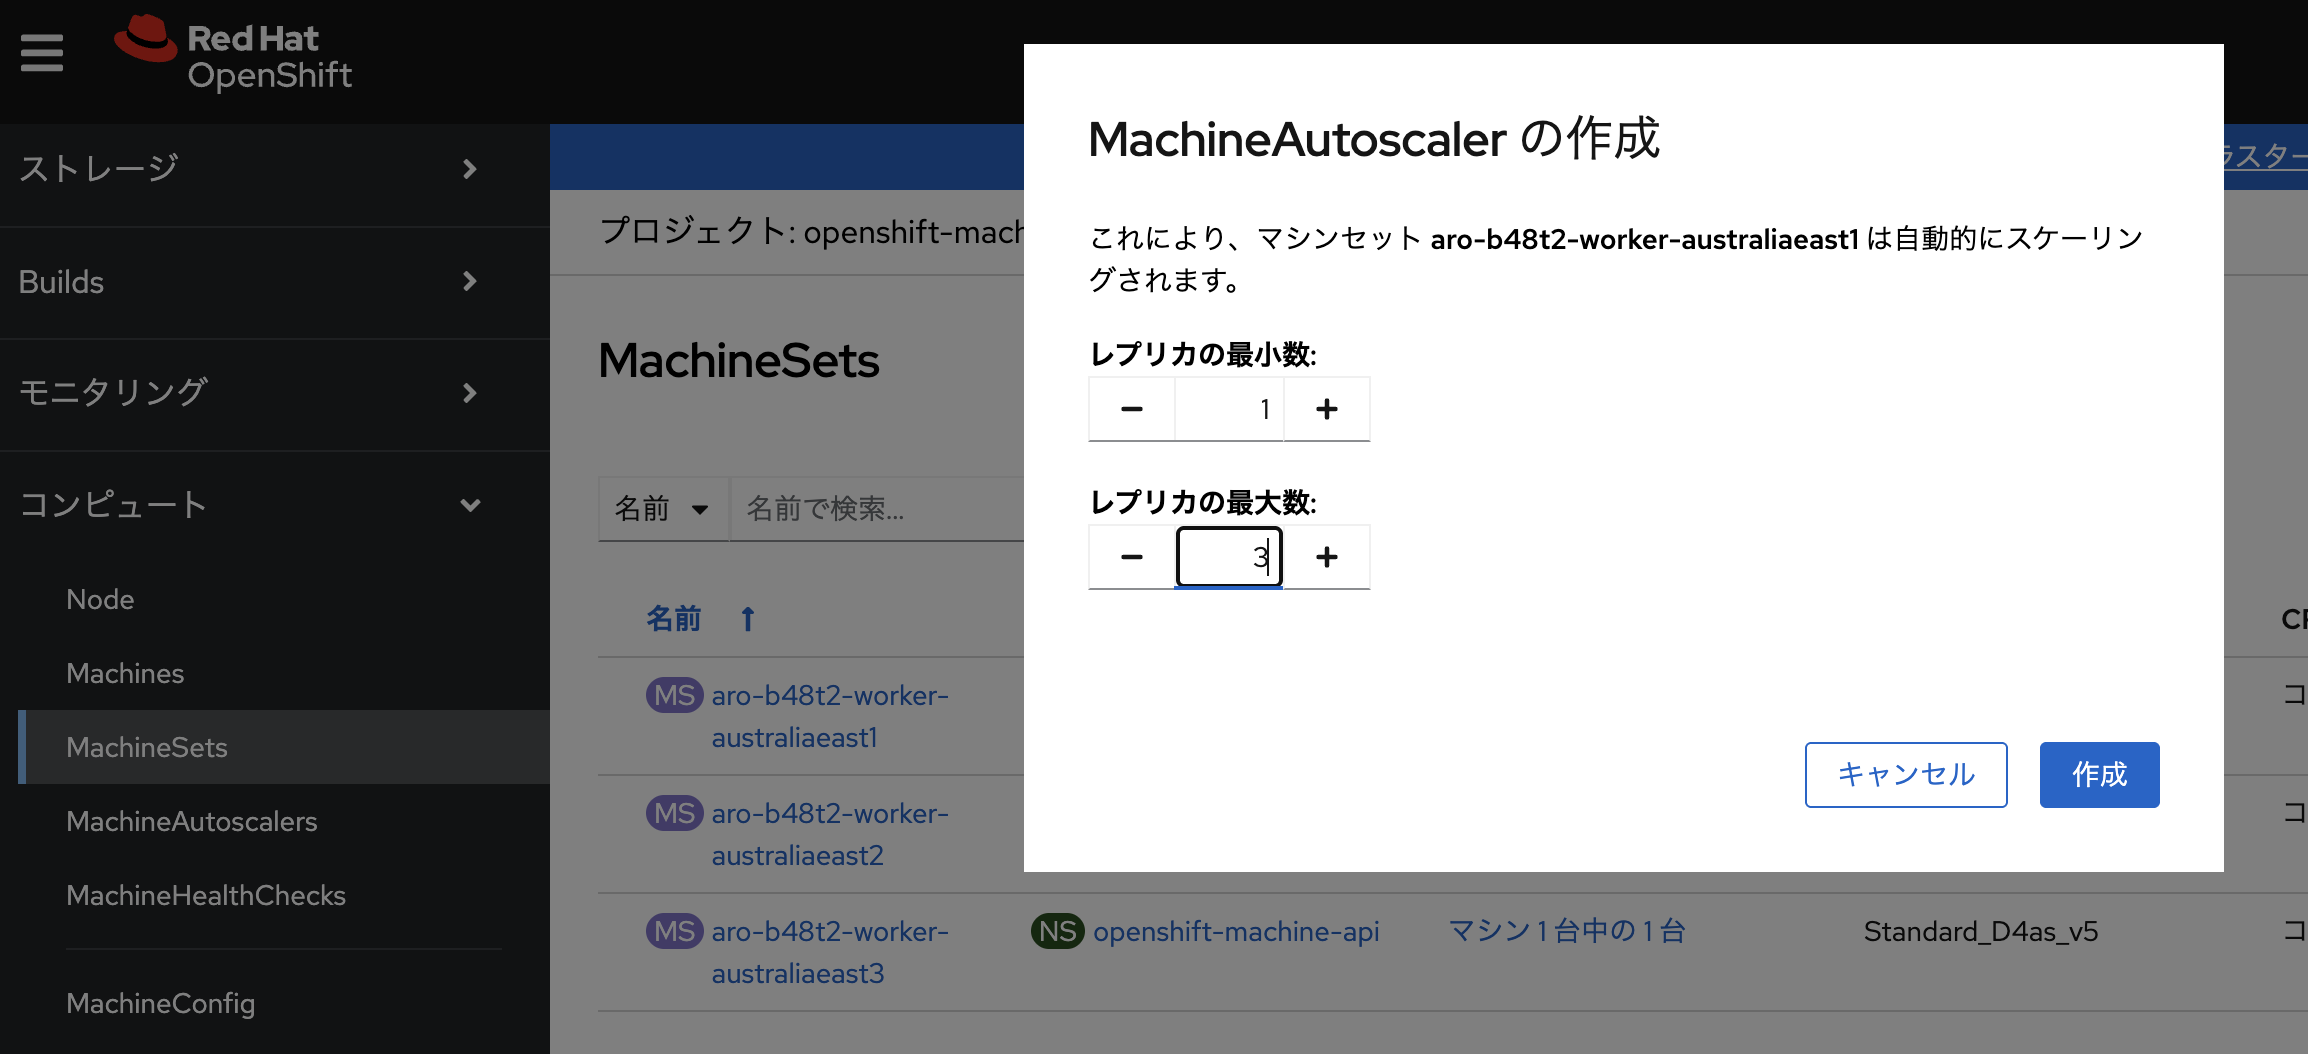 Red Hat
OpenShift
ストレージ
Builds
モニタリング
コンピュート
Node
Machines
MachineSets
MachineAutoscalers
MachineHealthChecks
MachineConfig
ラスター
プロジェクト: openshift-mach
MachineSets
名前
名前で検索...
名前
MS aro-b48t2-worker-
australiaeast1
コ
MS aro-b48t2-worker-
australiaeast2
コ
MS aro-b48t2-worker-
australiaeast3
NS openshift-machine-api
マシン 1 台中の 1 台
Standard_D4as_v5
コ
MachineAutoscaler の作成
これにより、マシンセット aro-b48t2-worker-australiaeast1 は自動的にスケーリン
グされます。
レプリカの最小数:
1
レプリカの最大数:
3
キャンセル
作成